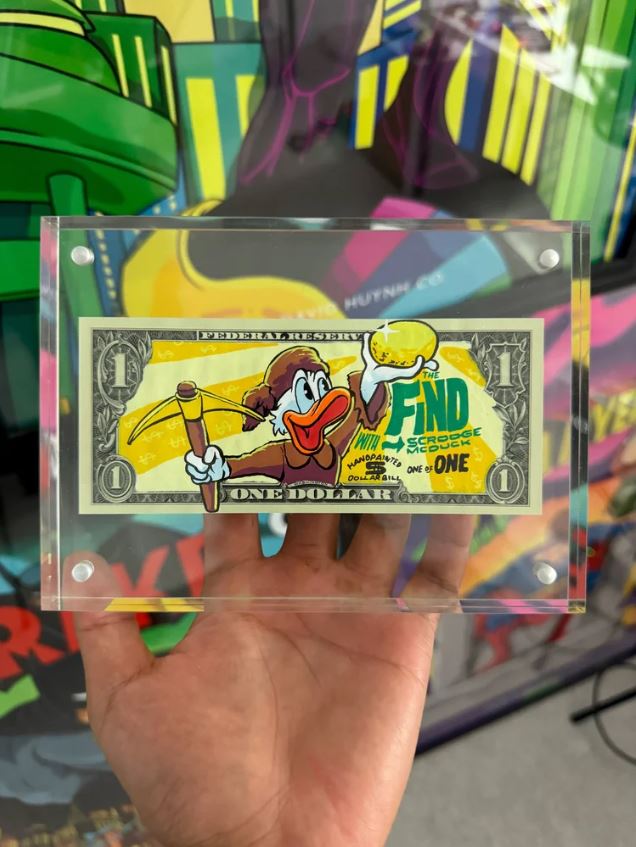 HUYNH.CO
FEDERAL RESERV
1
1
THE
FiND
WITH SCROOGE
MCDUCK
HANDPAINTED
$
DOLLAR BILL
ONE OF ONE
1
1
ONE DOLLAR